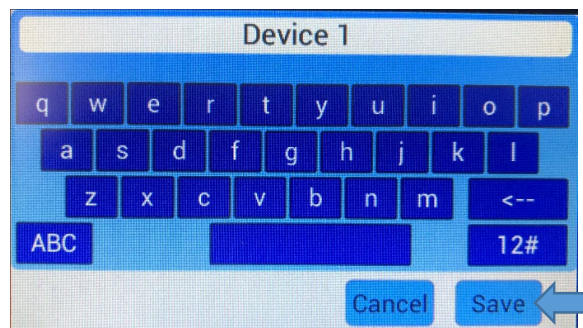 Device 1
q w e r t y u i o p
a s d f g h j k l
z x c v b n m <--
ABC 12#
Cancel Save